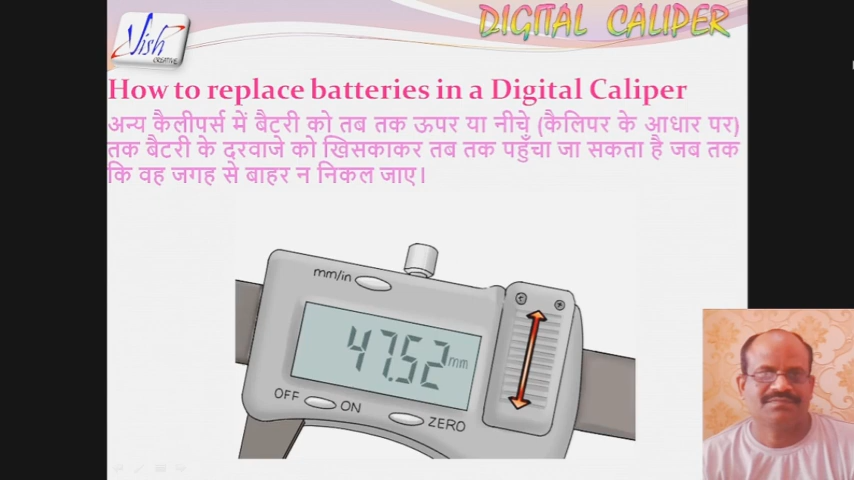 Vish
CREATIVE
DIGITAL CALIPER
How to replace batteries in a Digital Caliper
अन्य कैलीपर्स में बैटरी को तब तक ऊपर या नीचे (कैलिपर के आधार पर)
तक बैटरी के दरवाजे को खिसकाकर तब तक पहुँचा जा सकता है जब तक
कि वह जगह से बाहर न निकल जाए।
mm/in
47.52 mm
OFF ON ZERO